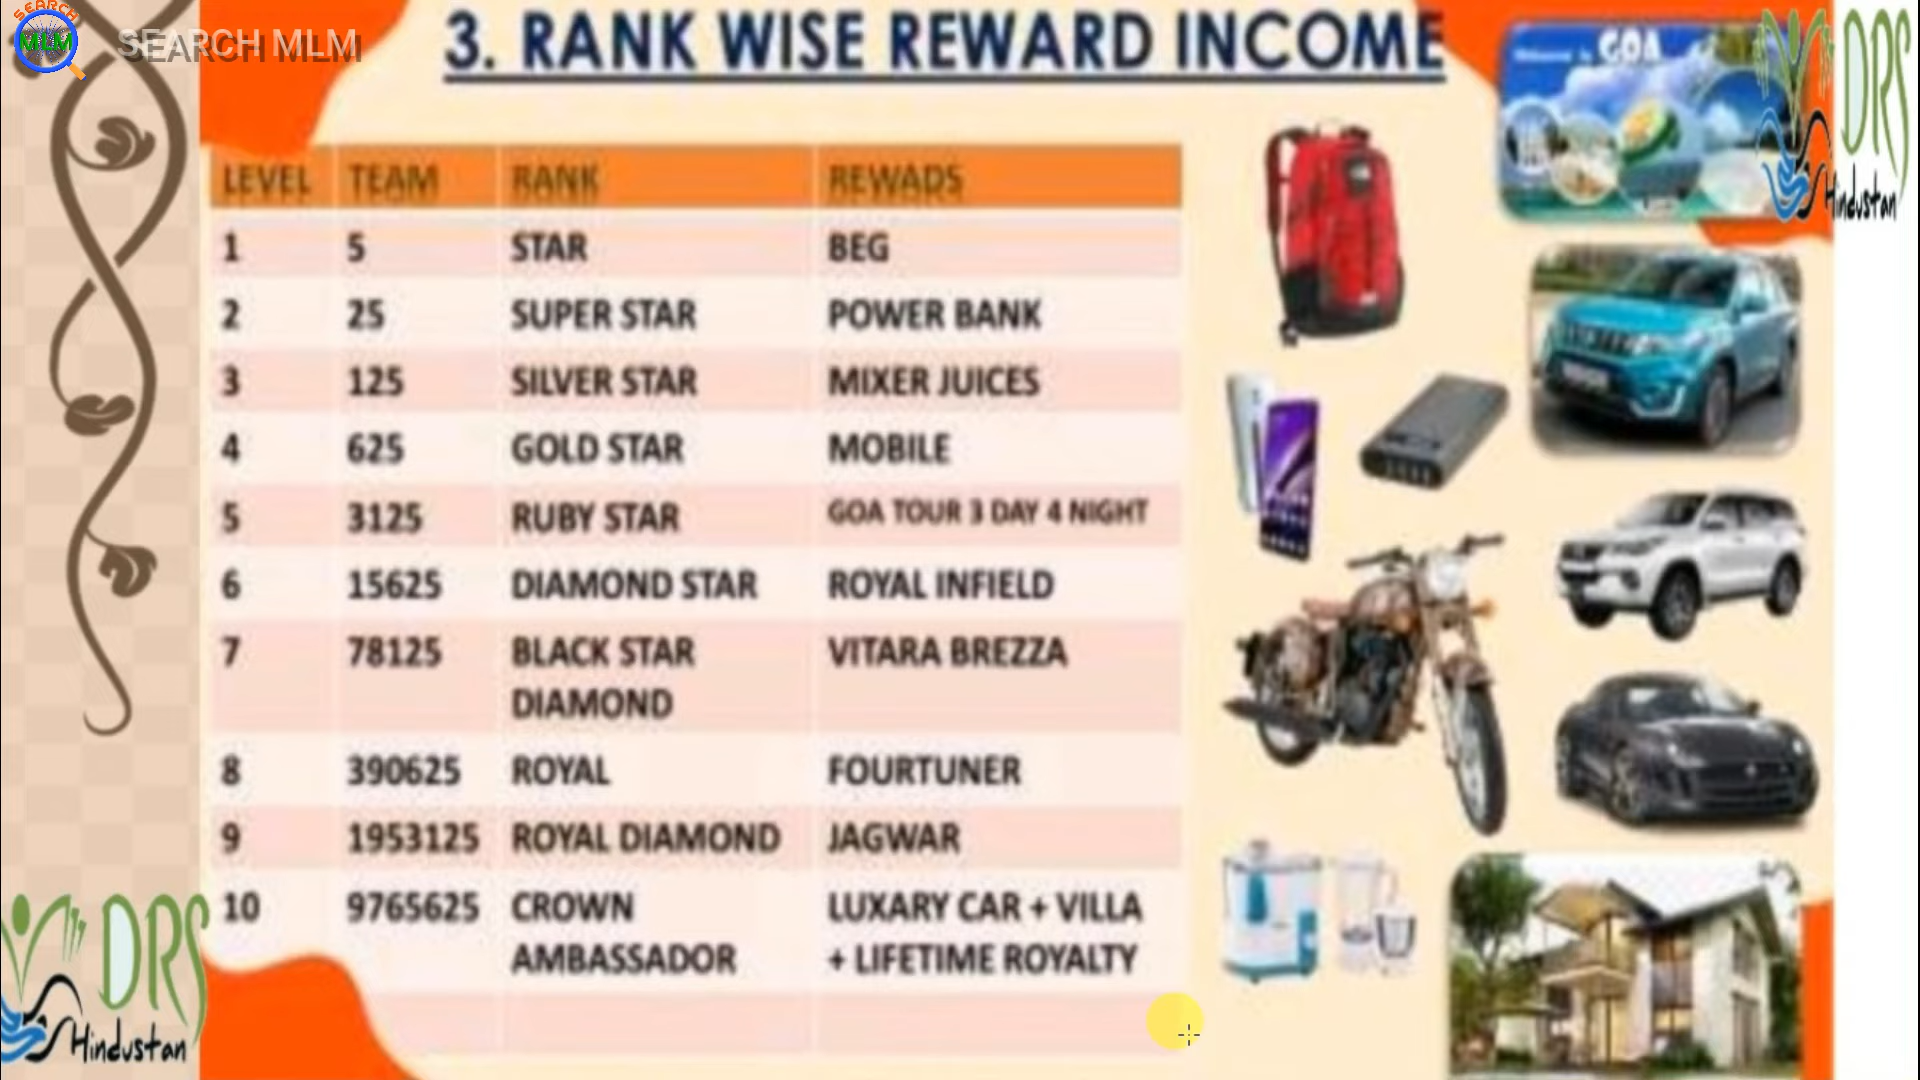 SEARCH
MLM
SEARCH MLM
3. RANK WISE REWARD INCOME
GOA
DRS
Hindustan
LEVEL TEAM RANK REWADS
1 5 STAR BEG
2 25 SUPER STAR POWER BANK
3 125 SILVER STAR MIXER JUICES
4 625 GOLD STAR MOBILE
5 3125 RUBY STAR GOA TOUR 3 DAY 4 NIGHT
6 15625 DIAMOND STAR ROYAL INFIELD
7 78125 BLACK STAR VITARA BREZZA
DIAMOND
8 390625 ROYAL FOURTUNER
9 1953125 ROYAL DIAMOND JAGWAR
10 9765625 CROWN LUXARY CAR + VILLA
AMBASSADOR + LIFETIME ROYALTY
DRS
Hindustan